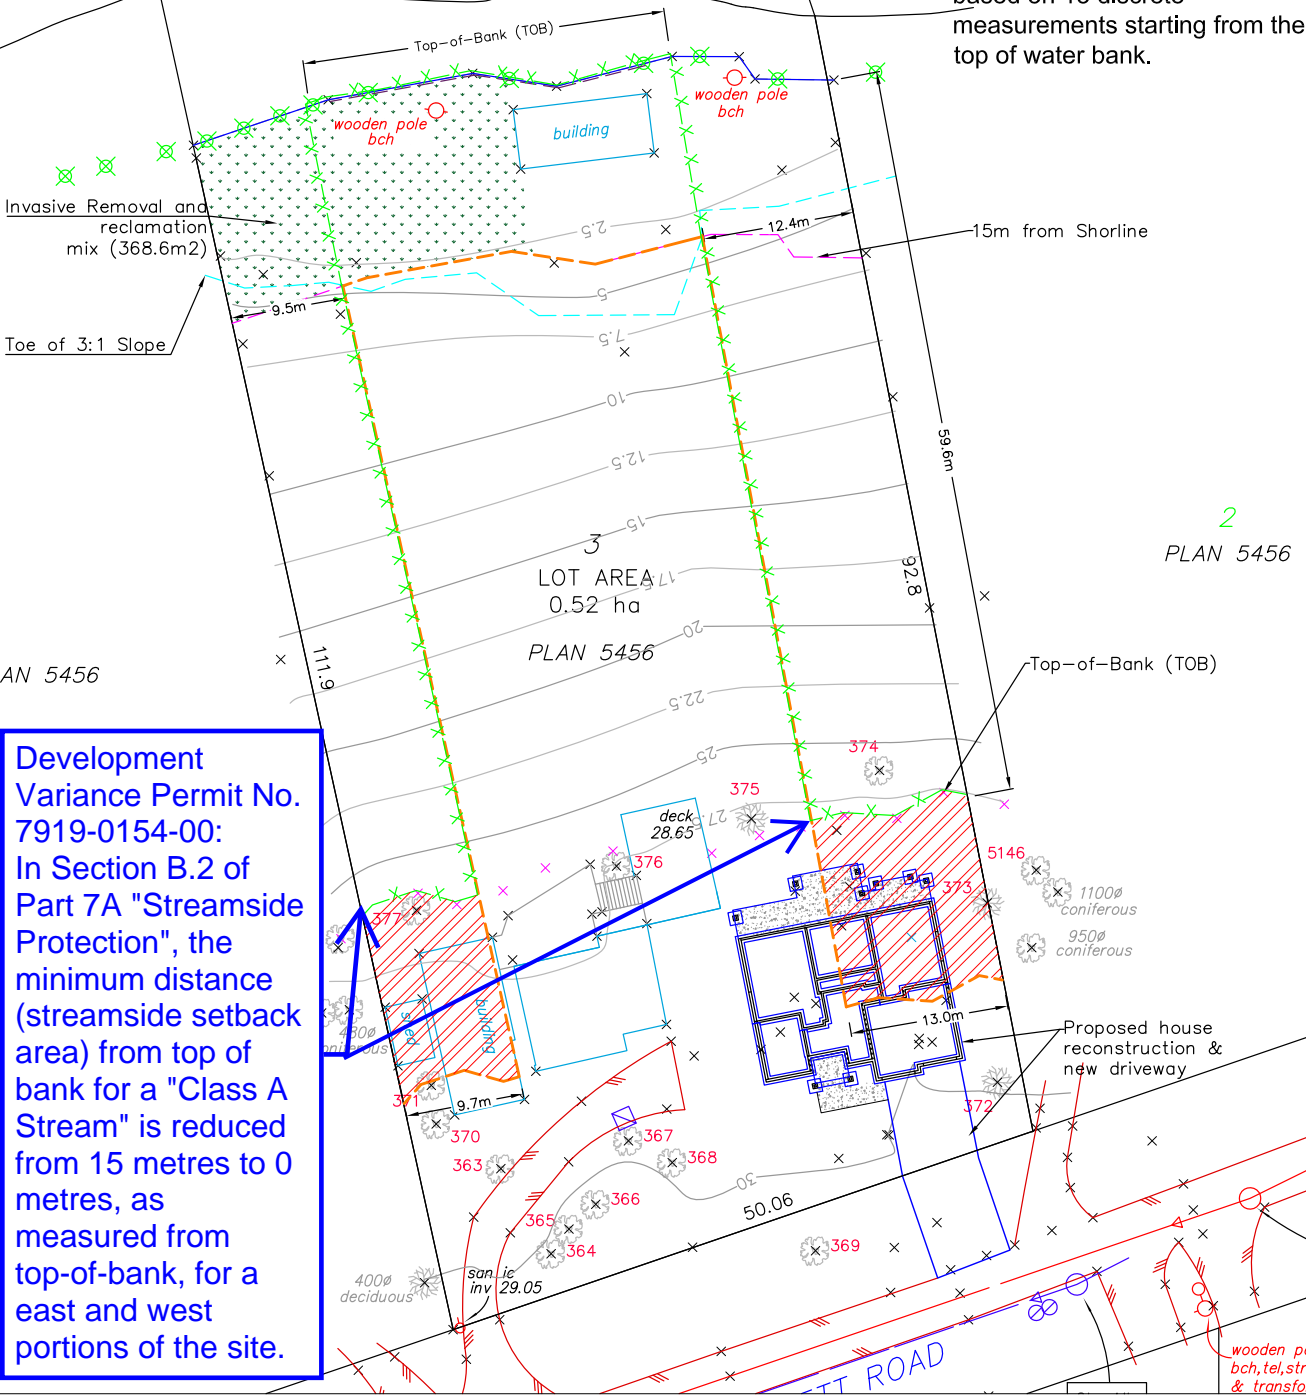 measurements starting from the
top of water bank.
Top-of-Bank (TOB)
wooden pole
bch
wooden pole
bch
building
Invasive Removal and
reclamation
mix (368.6m2)
2.5
12.4m
15m from Shorline
5
9.5m
7.5
Toe of 3:1 Slope
10
12.5
59.6m
15
3
LOT AREA
0.52 ha
PLAN 5456
17.5
92.8
2
PLAN 5456
20
111.9
AN 5456
22.5
Top-of-Bank (TOB)
25
374
375
27.5
deck
28.65
376
373
5146
1100ø
coniferous
950ø
coniferous
377
shed
building
480ø
oniferous
13.0m
Proposed house
reconstruction &
new driveway
371
9.7m
372
370
363
367
368
366
365
364
30
50.06
369
400ø
deciduous
san ic
inv 29.05
Development
Variance Permit No.
7919-0154-00:
In Section B.2 of
Part 7A "Streamside
Protection", the
minimum distance
(streamside setback
area) from top of
bank for a "Class A
Stream" is reduced
from 15 metres to 0
metres, as
measured from
top-of-bank, for a
east and west
portions of the site.
ROAD
wooden po
bch,tel,str
& transfo